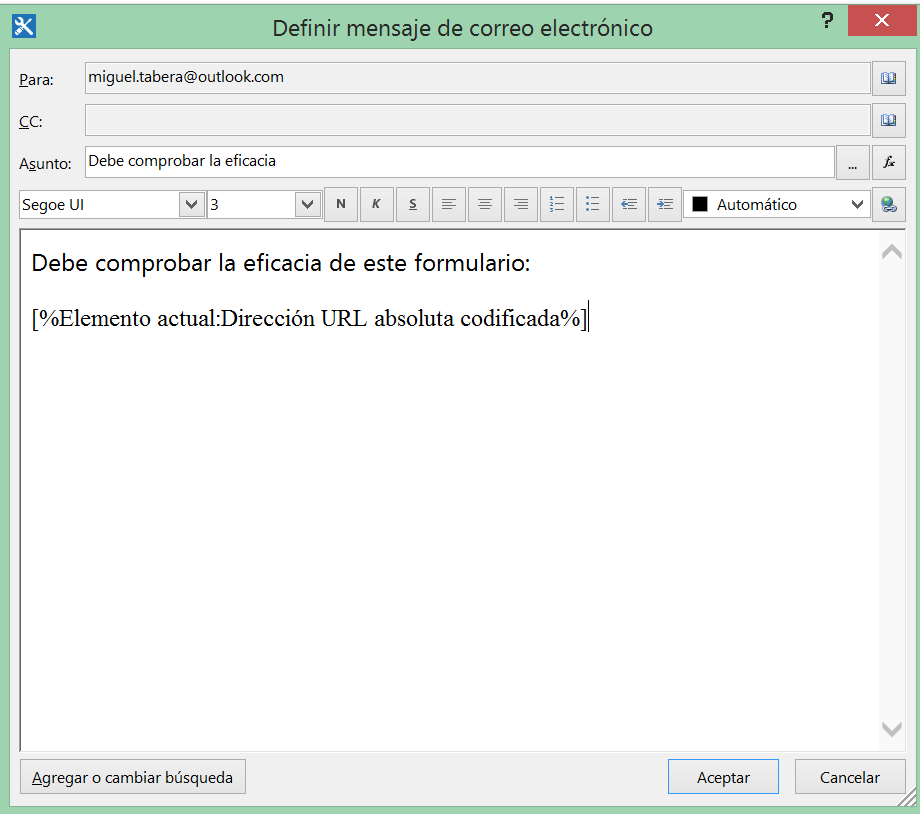 Definir mensaje de correo electrónico ?
Para: miguel.tabera@outlook.com
CC:
Asunto: Debe comprobar la eficacia ... fx
Segoe UI 3 N K S Automático
Debe comprobar la eficacia de este formulario:
[%Elemento actual:Dirección URL absoluta codificada%]
Agregar o cambiar búsqueda Aceptar Cancelar